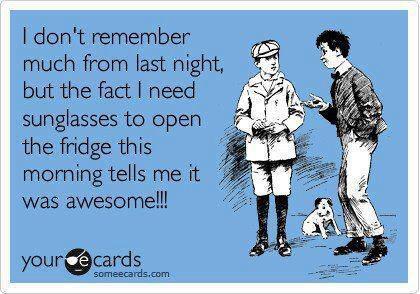 I don't remember
much from last night,
but the fact I need
sunglasses to open
the fridge this
morning tells me it
was awesome!!!
your e cards
someecards.com